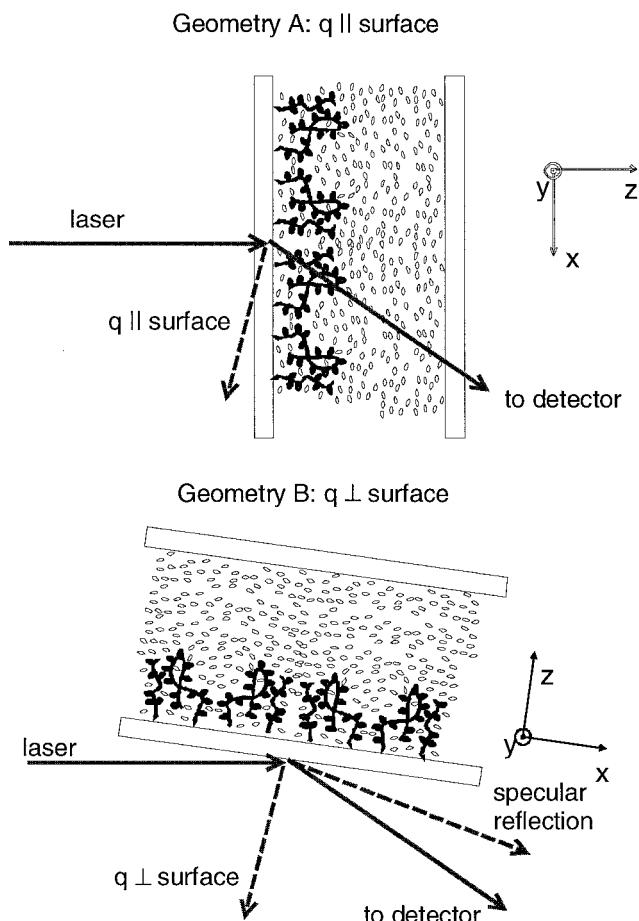 Geometry A: q || surface
laser
y
z
x
q || surface
to detector
Geometry B: q ⊥ surface
z
y
x
laser
specular
reflection
q ⊥ surface
to detector